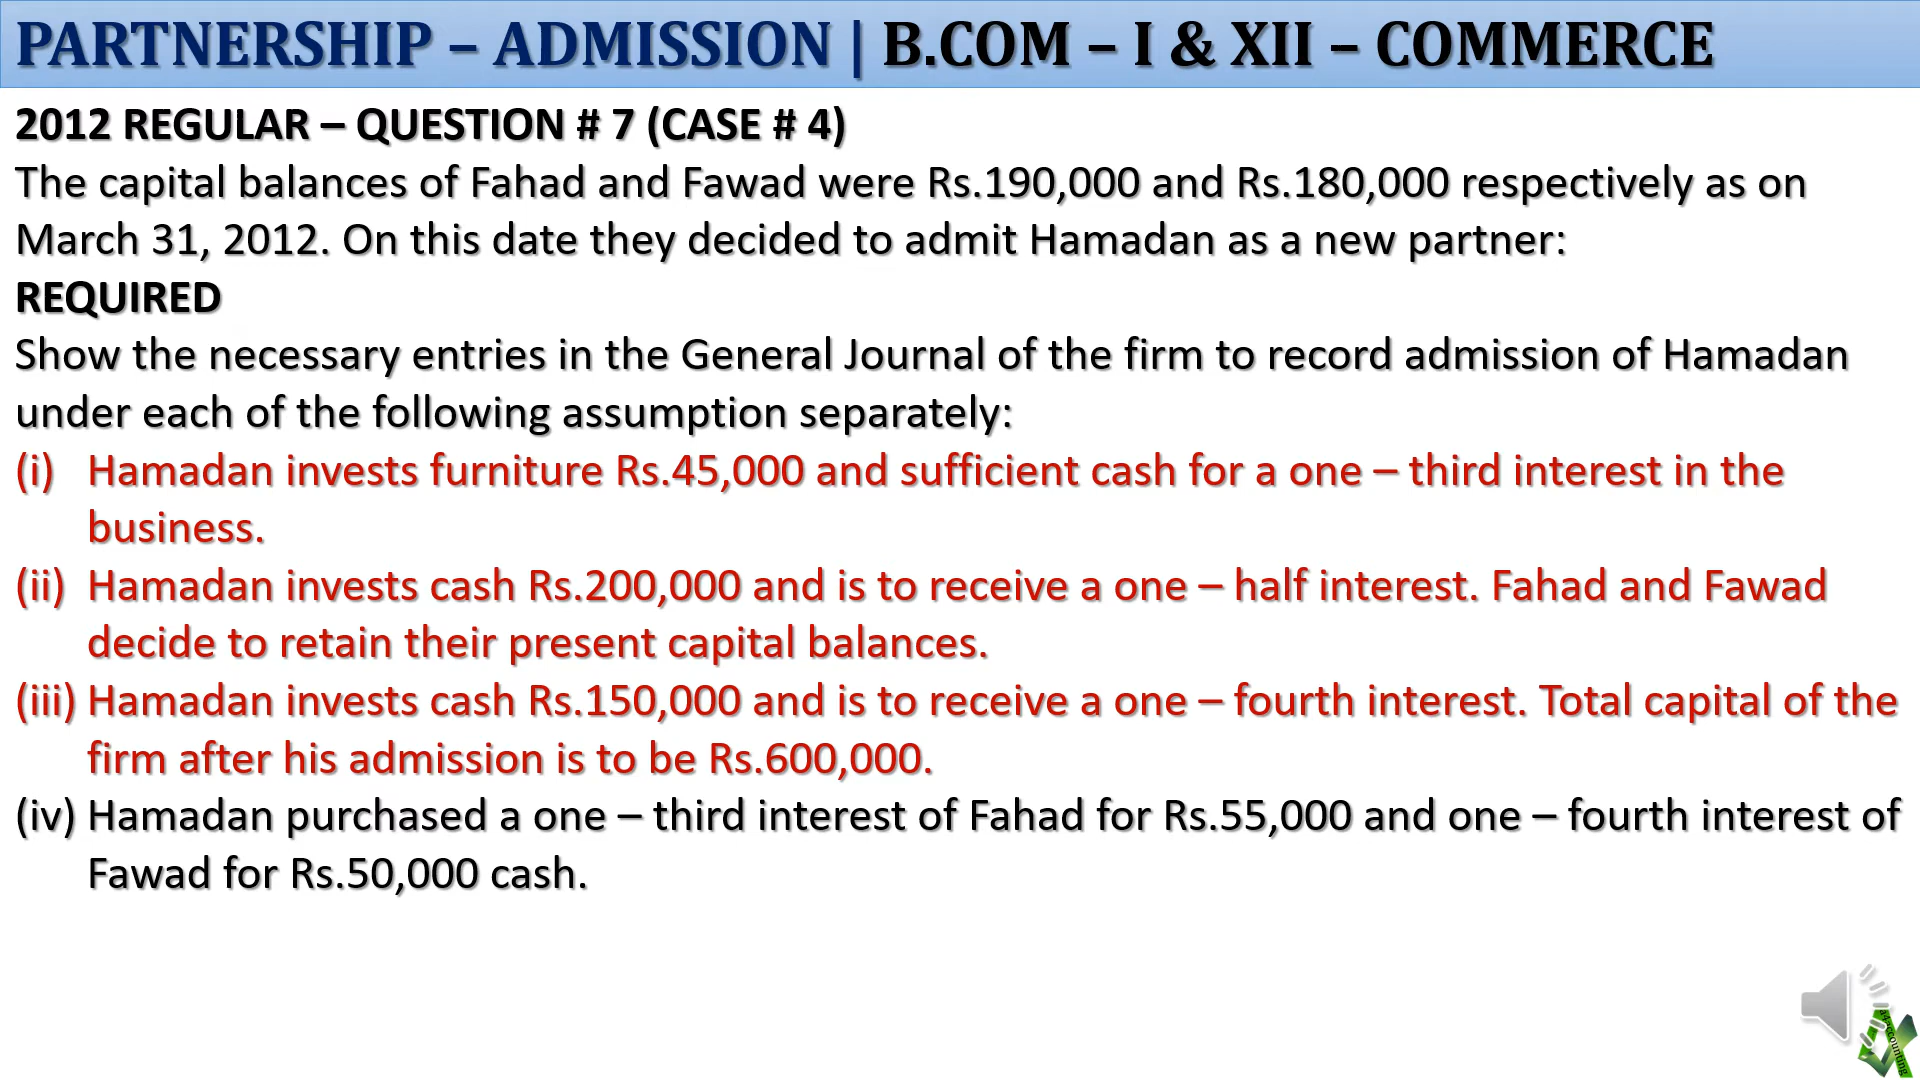 PARTNERSHIP – ADMISSION | B.COM – I & XII – COMMERCE
2012 REGULAR – QUESTION # 7 (CASE # 4)
The capital balances of Fahad and Fawad were Rs.190,000 and Rs.180,000 respectively as on
March 31, 2012. On this date they decided to admit Hamadan as a new partner:
REQUIRED
Show the necessary entries in the General Journal of the firm to record admission of Hamadan
under each of the following assumption separately:
(i) Hamadan invests furniture Rs.45,000 and sufficient cash for a one – third interest in the
business.
(ii) Hamadan invests cash Rs.200,000 and is to receive a one – half interest. Fahad and Fawad
decide to retain their present capital balances.
(iii) Hamadan invests cash Rs.150,000 and is to receive a one – fourth interest. Total capital of the
firm after his admission is to be Rs.600,000.
(iv) Hamadan purchased a one – third interest of Fahad for Rs.55,000 and one – fourth interest of
Fawad for Rs.50,000 cash.